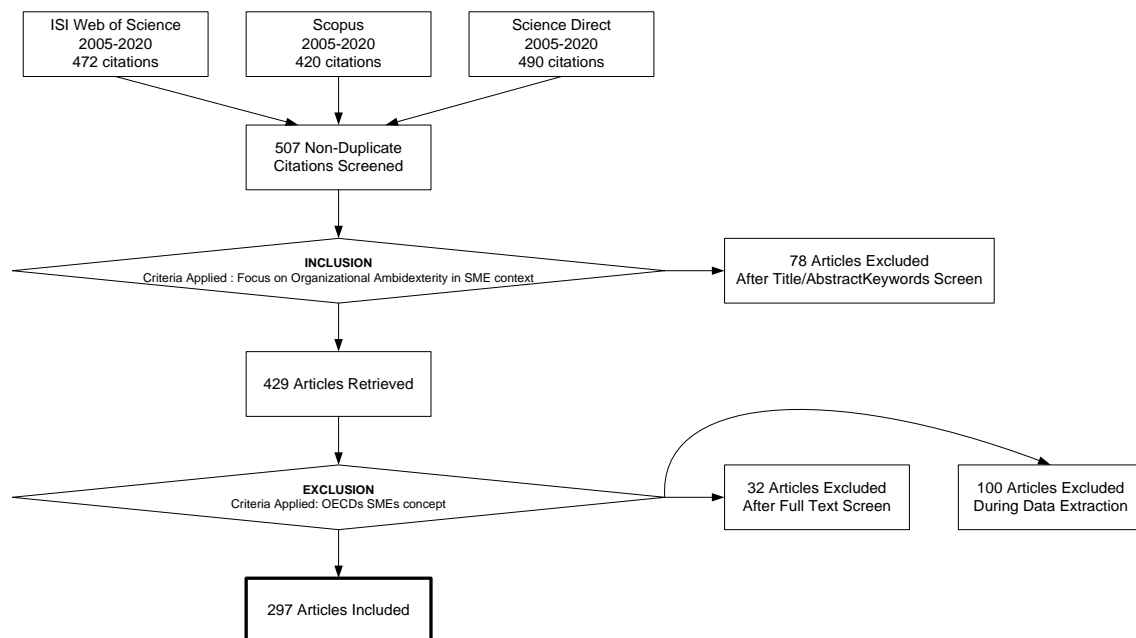 ISI Web of Science
2005-2020
472 citations
Scopus
2005-2020
420 citations
Science Direct
2005-2020
490 citations
507 Non-Duplicate
Citations Screened
INCLUSION
Criteria Applied : Focus on Organizational Ambidexterity in SME context
78 Articles Excluded
After Title/AbstractKeywords Screen
429 Articles Retrieved
EXCLUSION
Criteria Applied: OECDs SMEs concept
32 Articles Excluded
After Full Text Screen
100 Articles Excluded
During Data Extraction
297 Articles Included